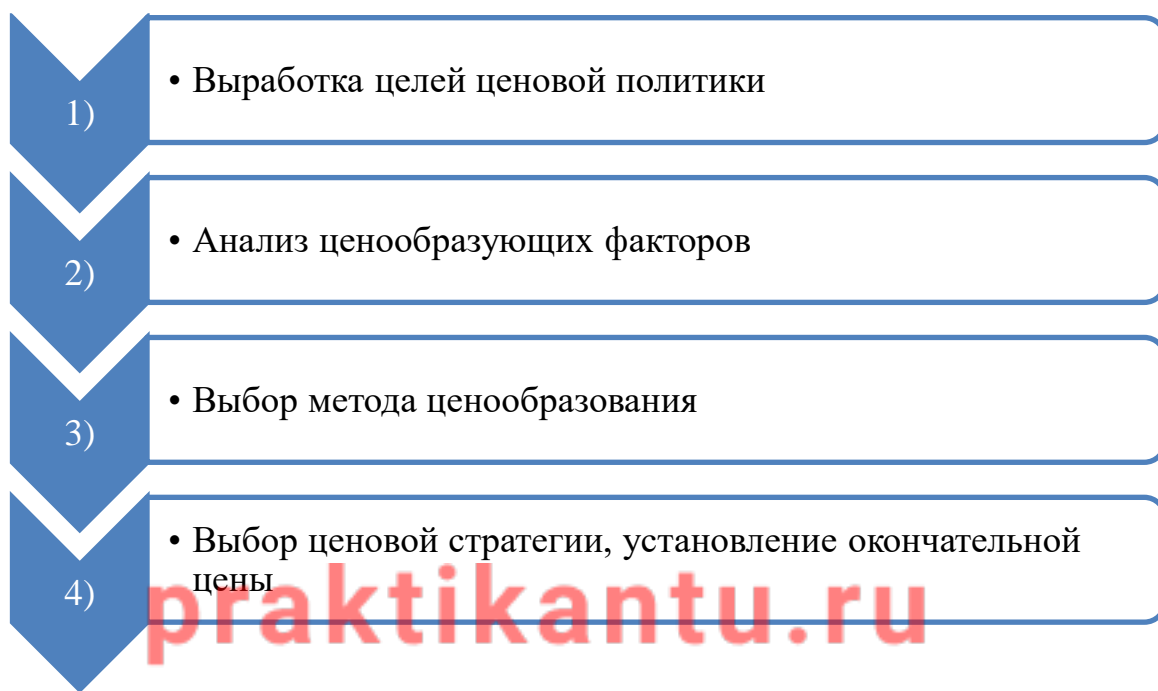 1)
• Выработка целей ценовой политики
2)
• Анализ ценообразующих факторов
3)
• Выбор метода ценообразования
4)
• Выбор ценовой стратегии, установление окончательной
цены
praktikantu.ru